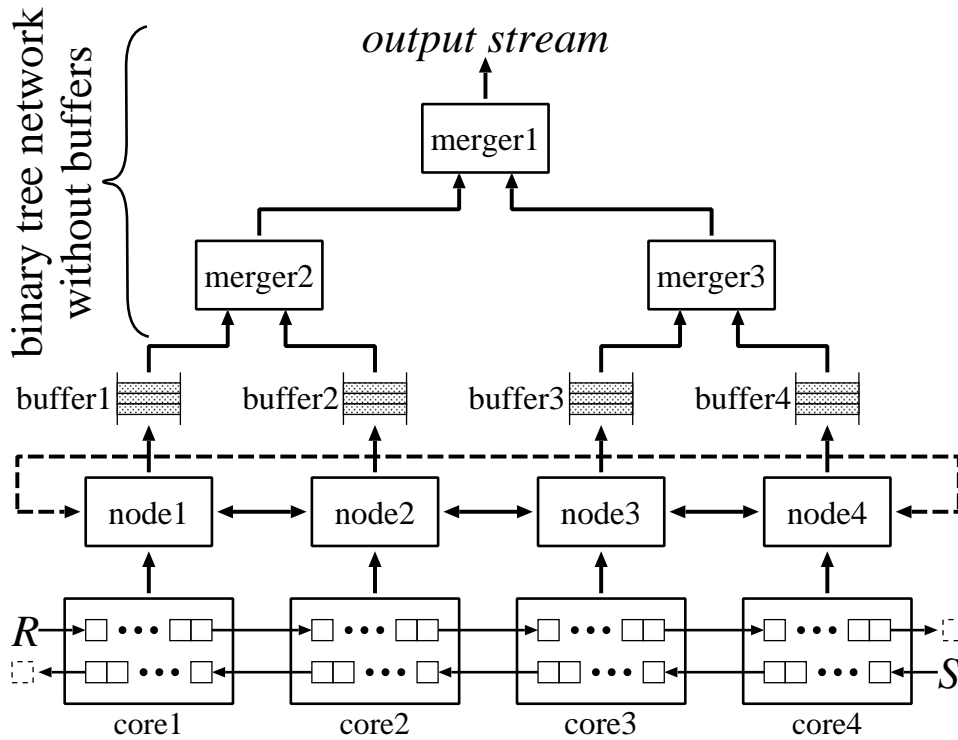 output stream
binary tree network
without buffers
merger1
merger2
merger3
buffer1
buffer2
buffer3
buffer4
node1
node2
node3
node4
R
S
core1
core2
core3
core4